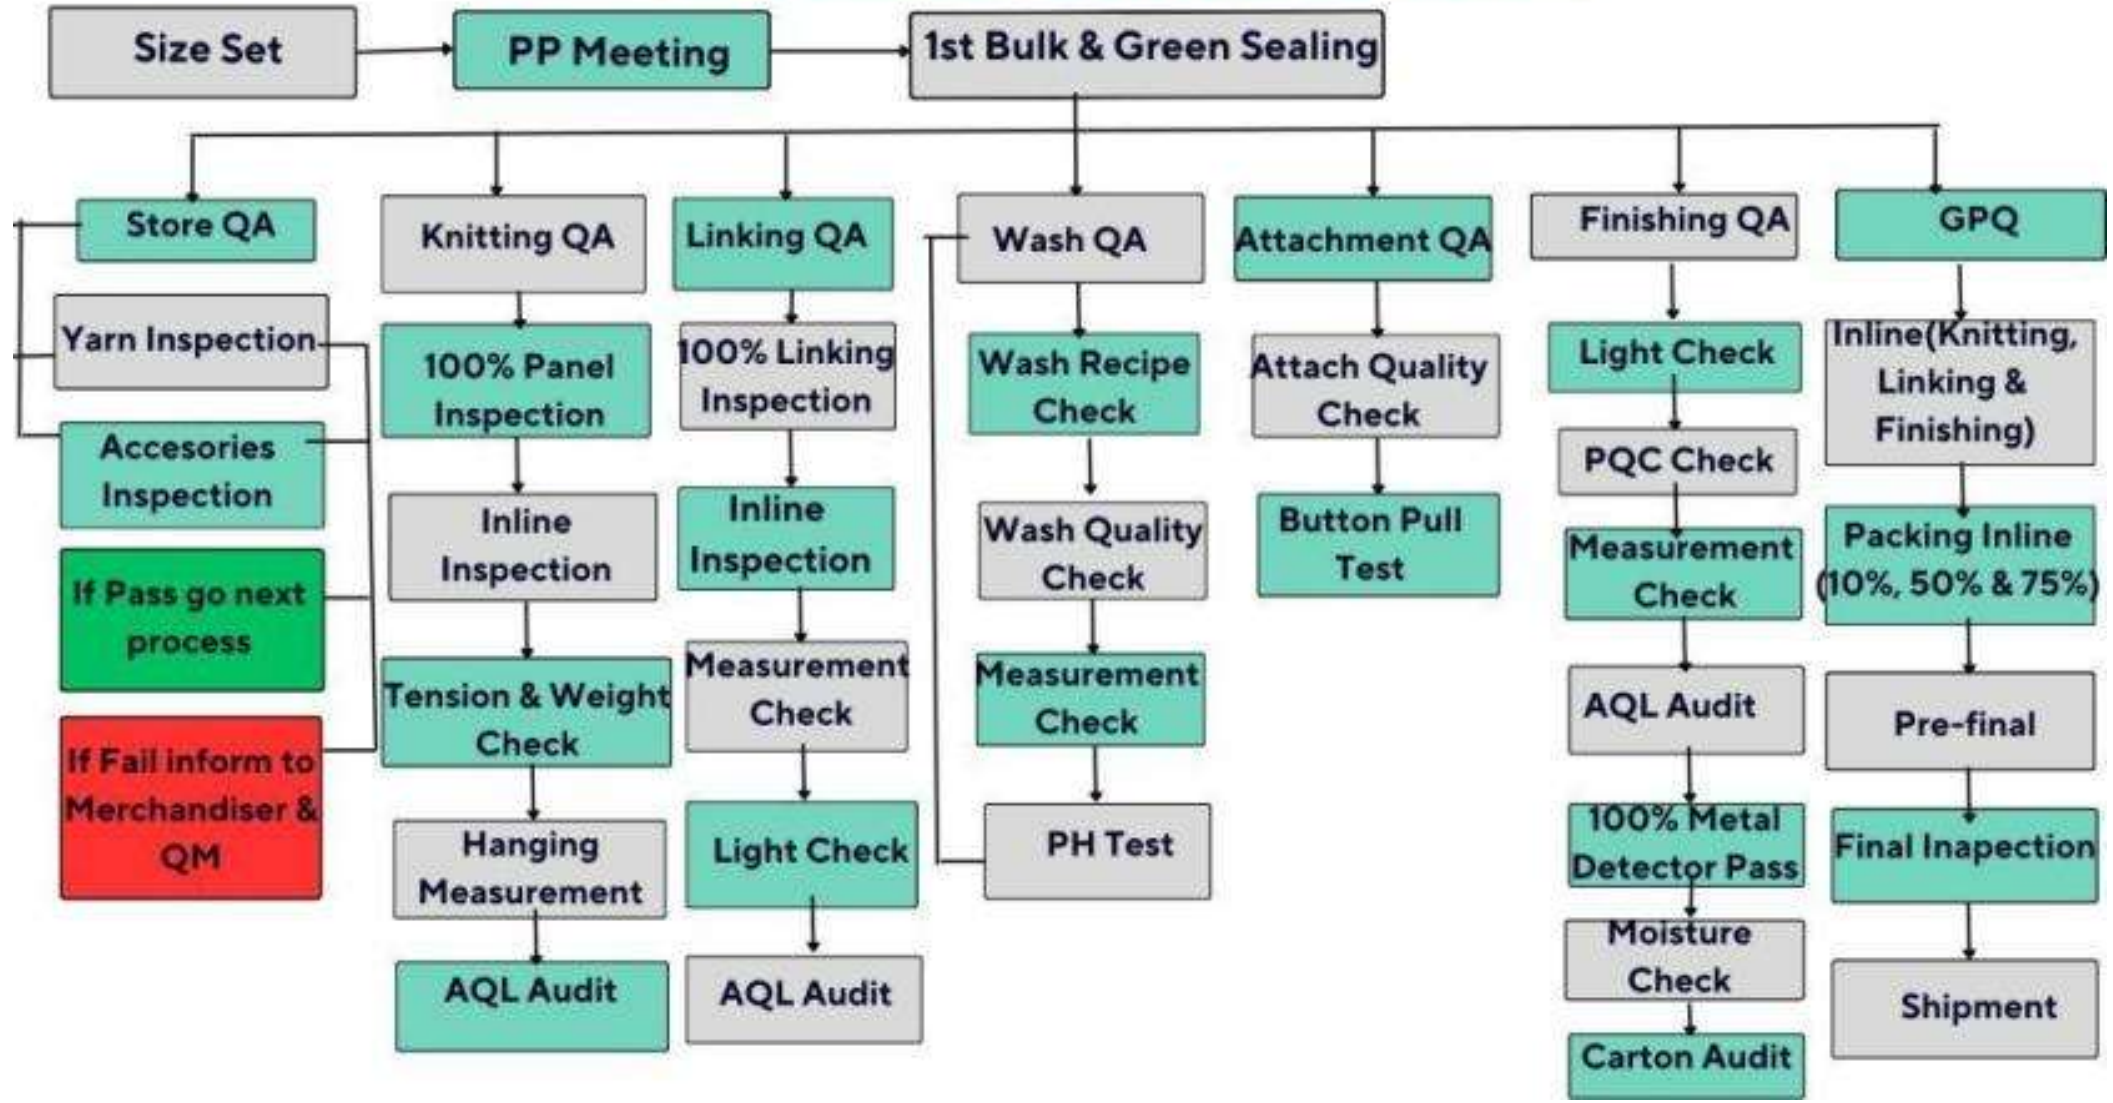 Size Set
PP Meeting
1st Bulk & Green Sealing
Store QA
Yarn Inspection
Accesories
Inspection
If Pass go next
process
If Fail inform to
Merchandiser &
QM
Knitting QA
100% Panel
Inspection
Inline
Inspection
Tension & Weight
Check
Hanging
Measurement
AQL Audit
Linking QA
100% Linking
Inspection
Inline
Inspection
Measurement
Check
Light Check
AQL Audit
Wash QA
Wash Recipe
Check
Wash Quality
Check
Measurement
Check
PH Test
Attachment QA
Attach Quality
Check
Button Pull
Test
Finishing QA
Light Check
PQC Check
Measurement
Check
AQL Audit
100% Metal
Detector Pass
Moisture
Check
Carton Audit
GPQ
Inline(Knitting,
Linking &
Finishing)
Packing Inline
(10%, 50% & 75%)
Pre-final
Final Inapection
Shipment